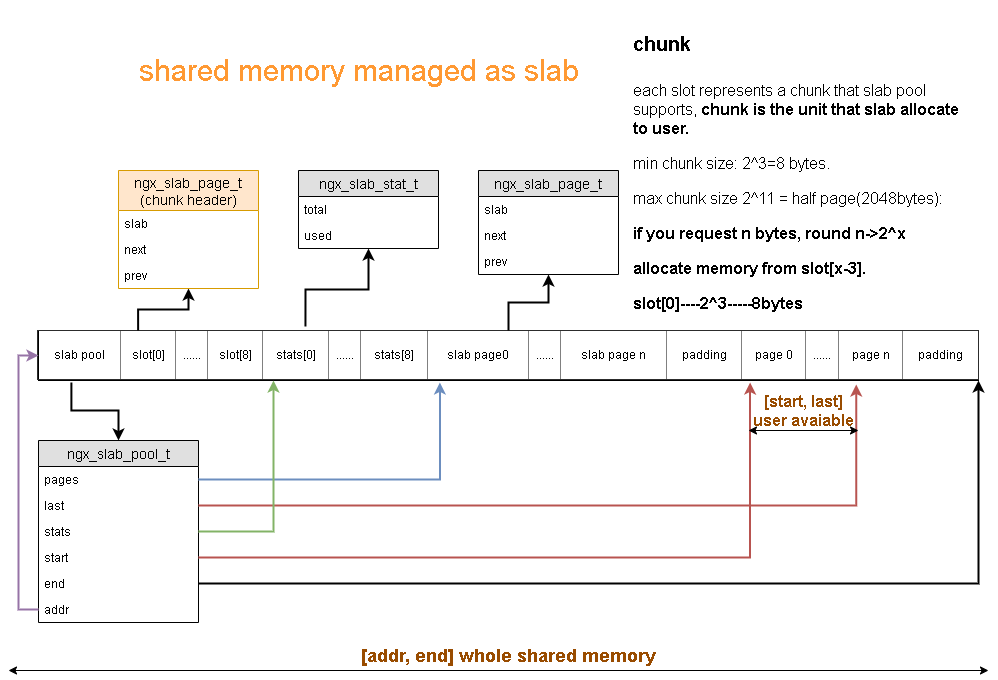 shared memory managed as slab
chunk
each slot represents a chunk that slab pool
supports, chunk is the unit that slab allocate
to user.
min chunk size: 2^3=8 bytes.
max chunk size 2^11 = half page(2048bytes):
if you request n bytes, round n->2^x
allocate memory from slot[x-3].
slot[0]----2^3-----8bytes
ngx_slab_page_t
(chunk header)
slab
next
prev
ngx_slab_stat_t
total
used
ngx_slab_page_t
slab
next
prev
slab pool
slot[0]
......
slot[8]
stats[0]
......
stats[8]
slab page0
......
slab page n
padding
page 0
......
page n
padding
[start, last]
user avaiable
ngx_slab_pool_t
pages
last
stats
start
end
addr
[addr, end] whole shared memory